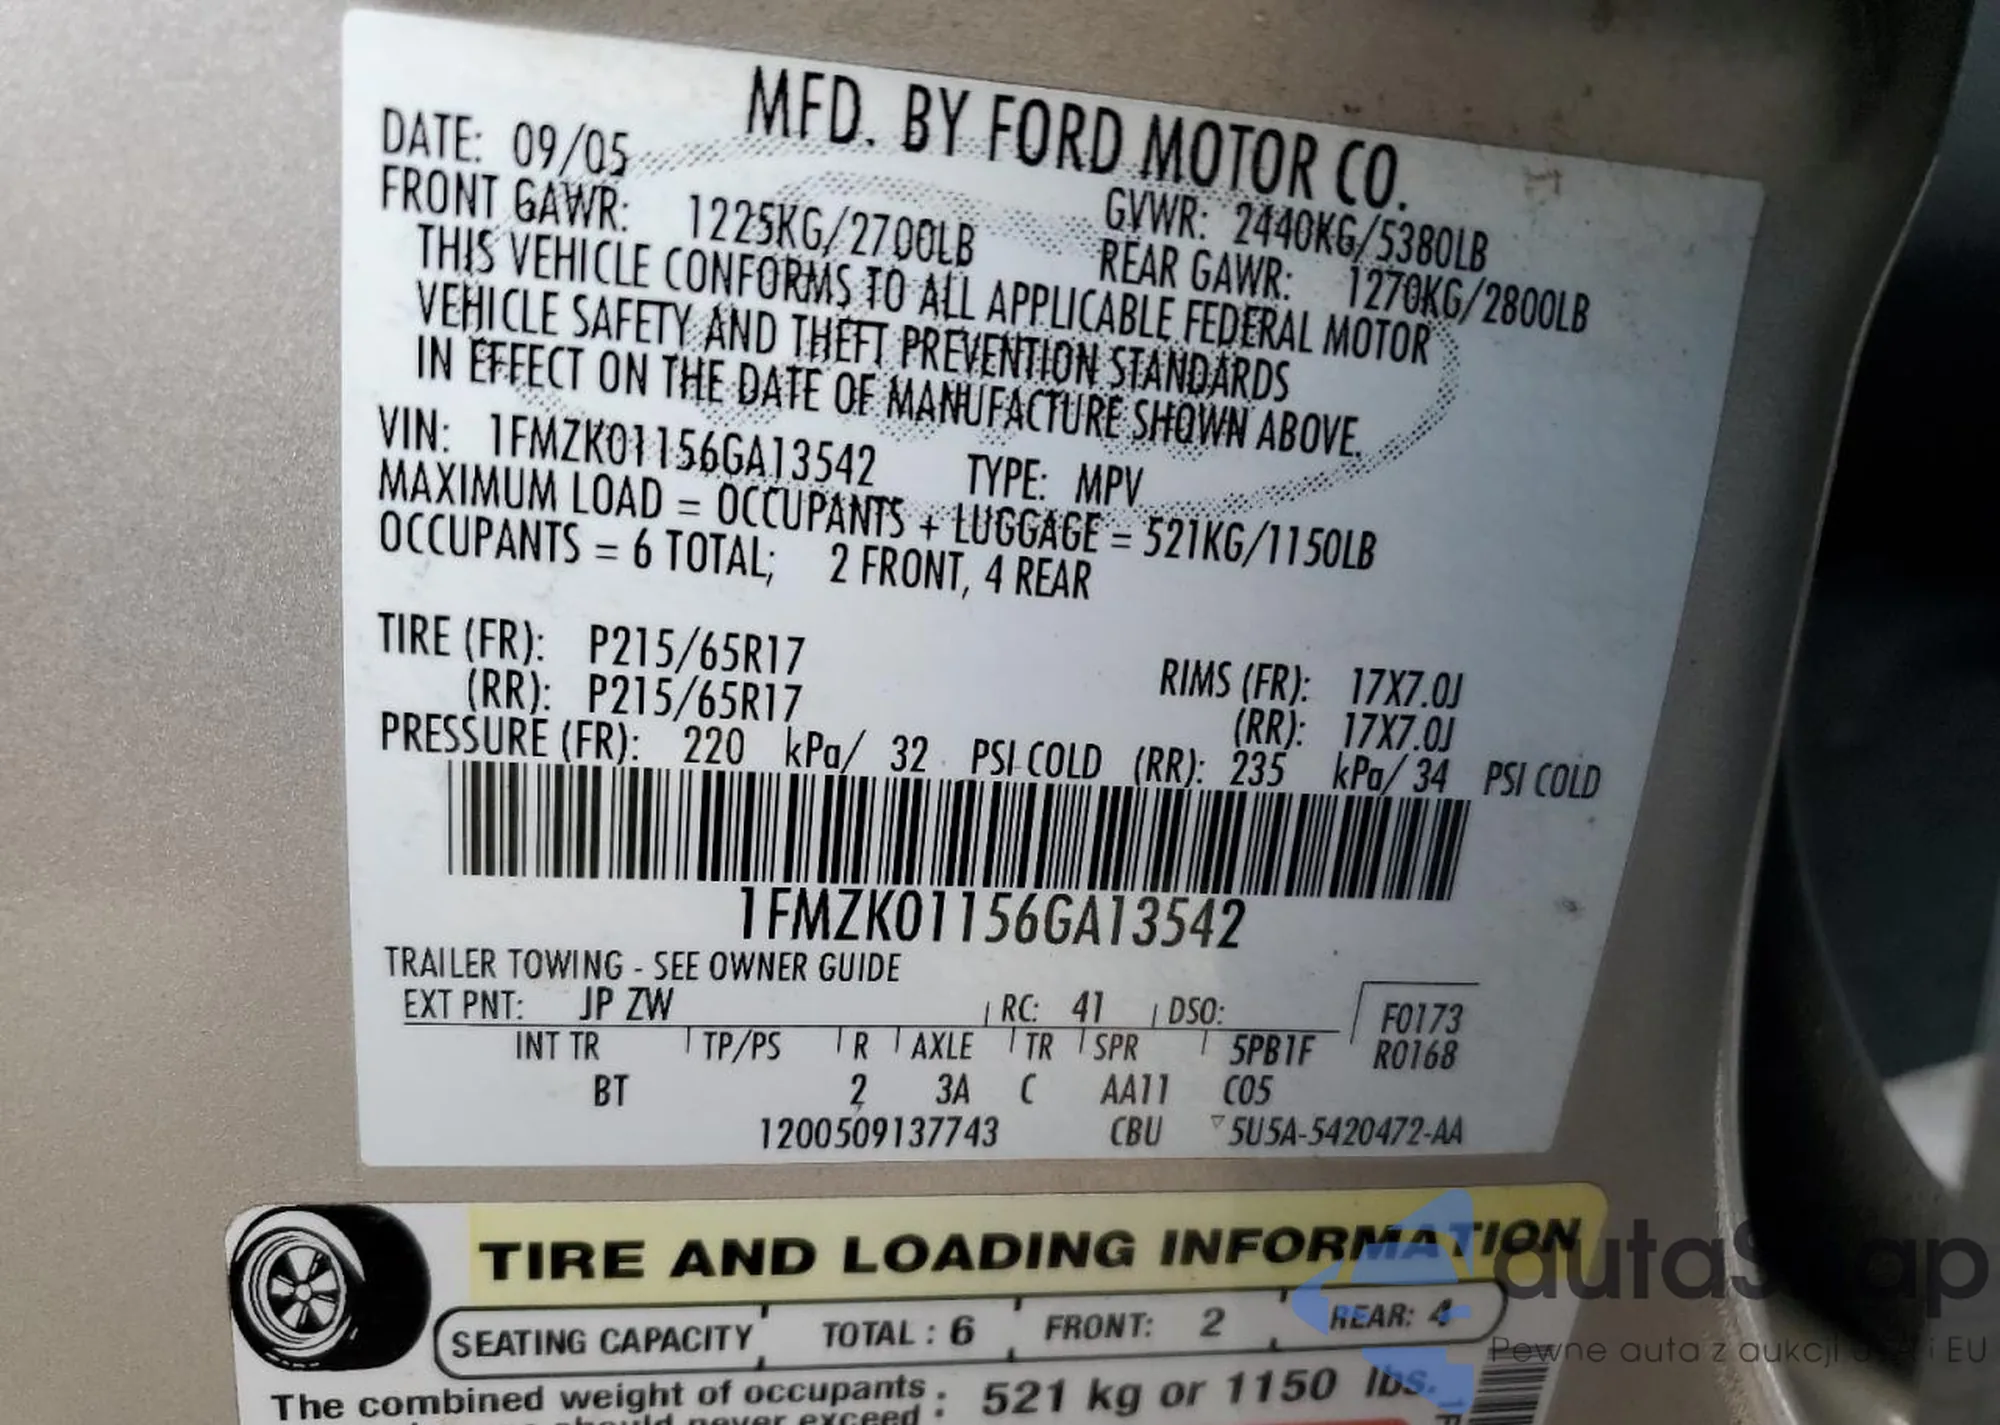 MFD. BY FORD MOTOR CO.
DATE: 09/05 GVWR: 2440KG/5380LB
FRONT GAWR: 1225KG/2700LB REAR GAWR: 1270KG/2800LB
THIS VEHICLE CONFORMS TO ALL APPLICABLE FEDERAL MOTOR
VEHICLE SAFETY AND THEFT PREVENTION STANDARDS
IN EFFECT ON THE DATE OF MANUFACTURE SHOWN ABOVE.
VIN: 1FMZK01156GA13542 TYPE: MPV
MAXIMUM LOAD = OCCUPANTS + LUGGAGE = 521KG/1150LB
OCCUPANTS = 6 TOTAL; 2 FRONT, 4 REAR
TIRE (FR): P215/65R17 RIMS (FR): 17X7.0J
(RR): P215/65R17 (RR): 17X7.0J
PRESSURE (FR): 220 kPa/ 32 PSI COLD (RR): 235 kPa/ 34 PSI COLD
1FMZK01156GA13542
TRAILER TOWING - SEE OWNER GUIDE
EXT PNT: JP ZW RC: 41 DSO: F0173
INT TR TP/PS R AXLE TR SPR 5PB1F R0168
BT 2 3A C AA11 C05
1200509137743 CBU ▽5U5A-5420472-AA
TIRE AND LOADING INFORMATION
SEATING CAPACITY TOTAL : 6 FRONT: 2 REAR: 4
The combined weight of occupants : 521 kg or 1150 lbs.
never exceed
autaSnap
Pewne auta z aukcji USA i EU